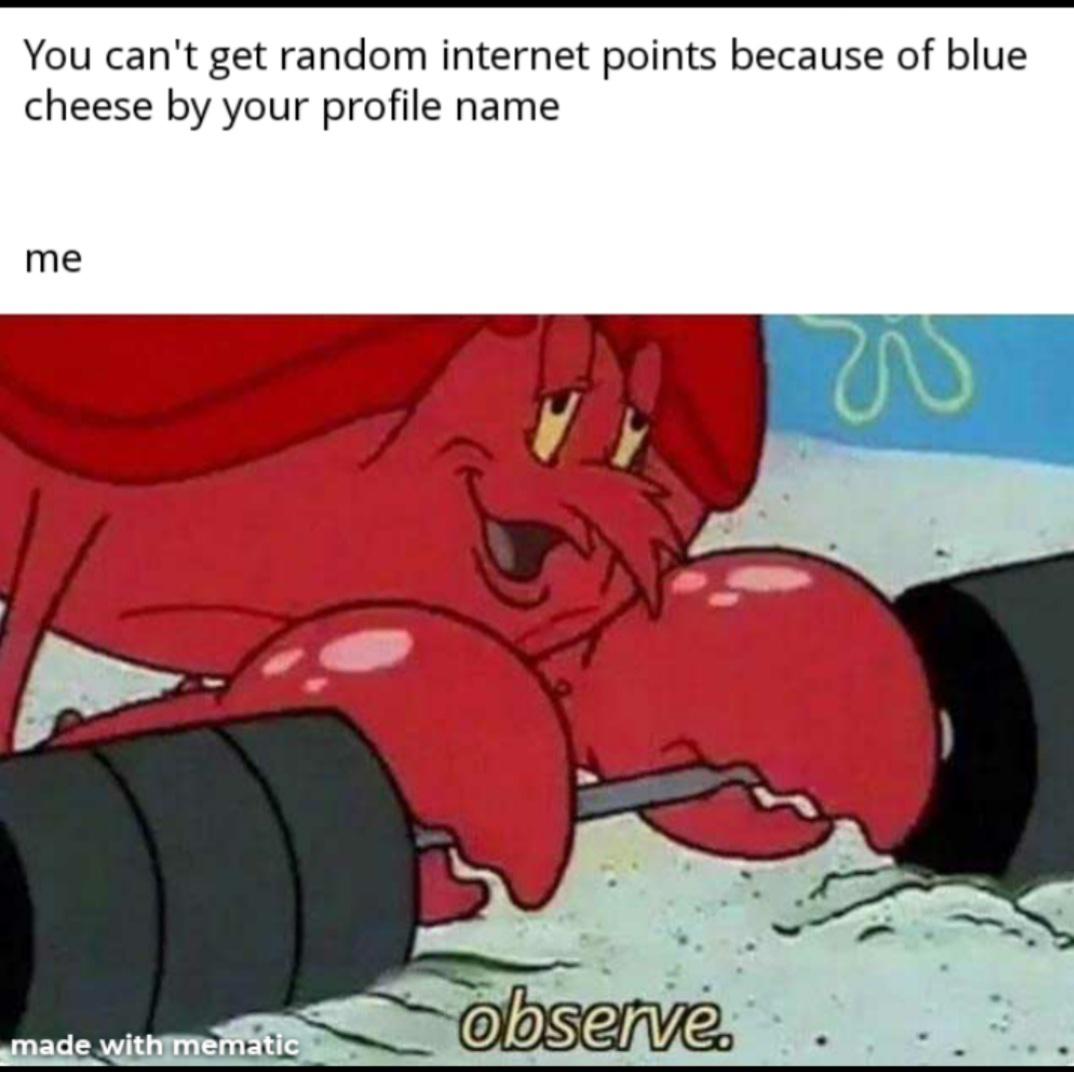 You can't get random internet points because of blue
cheese by your profile name
me
observe.
made with mematic